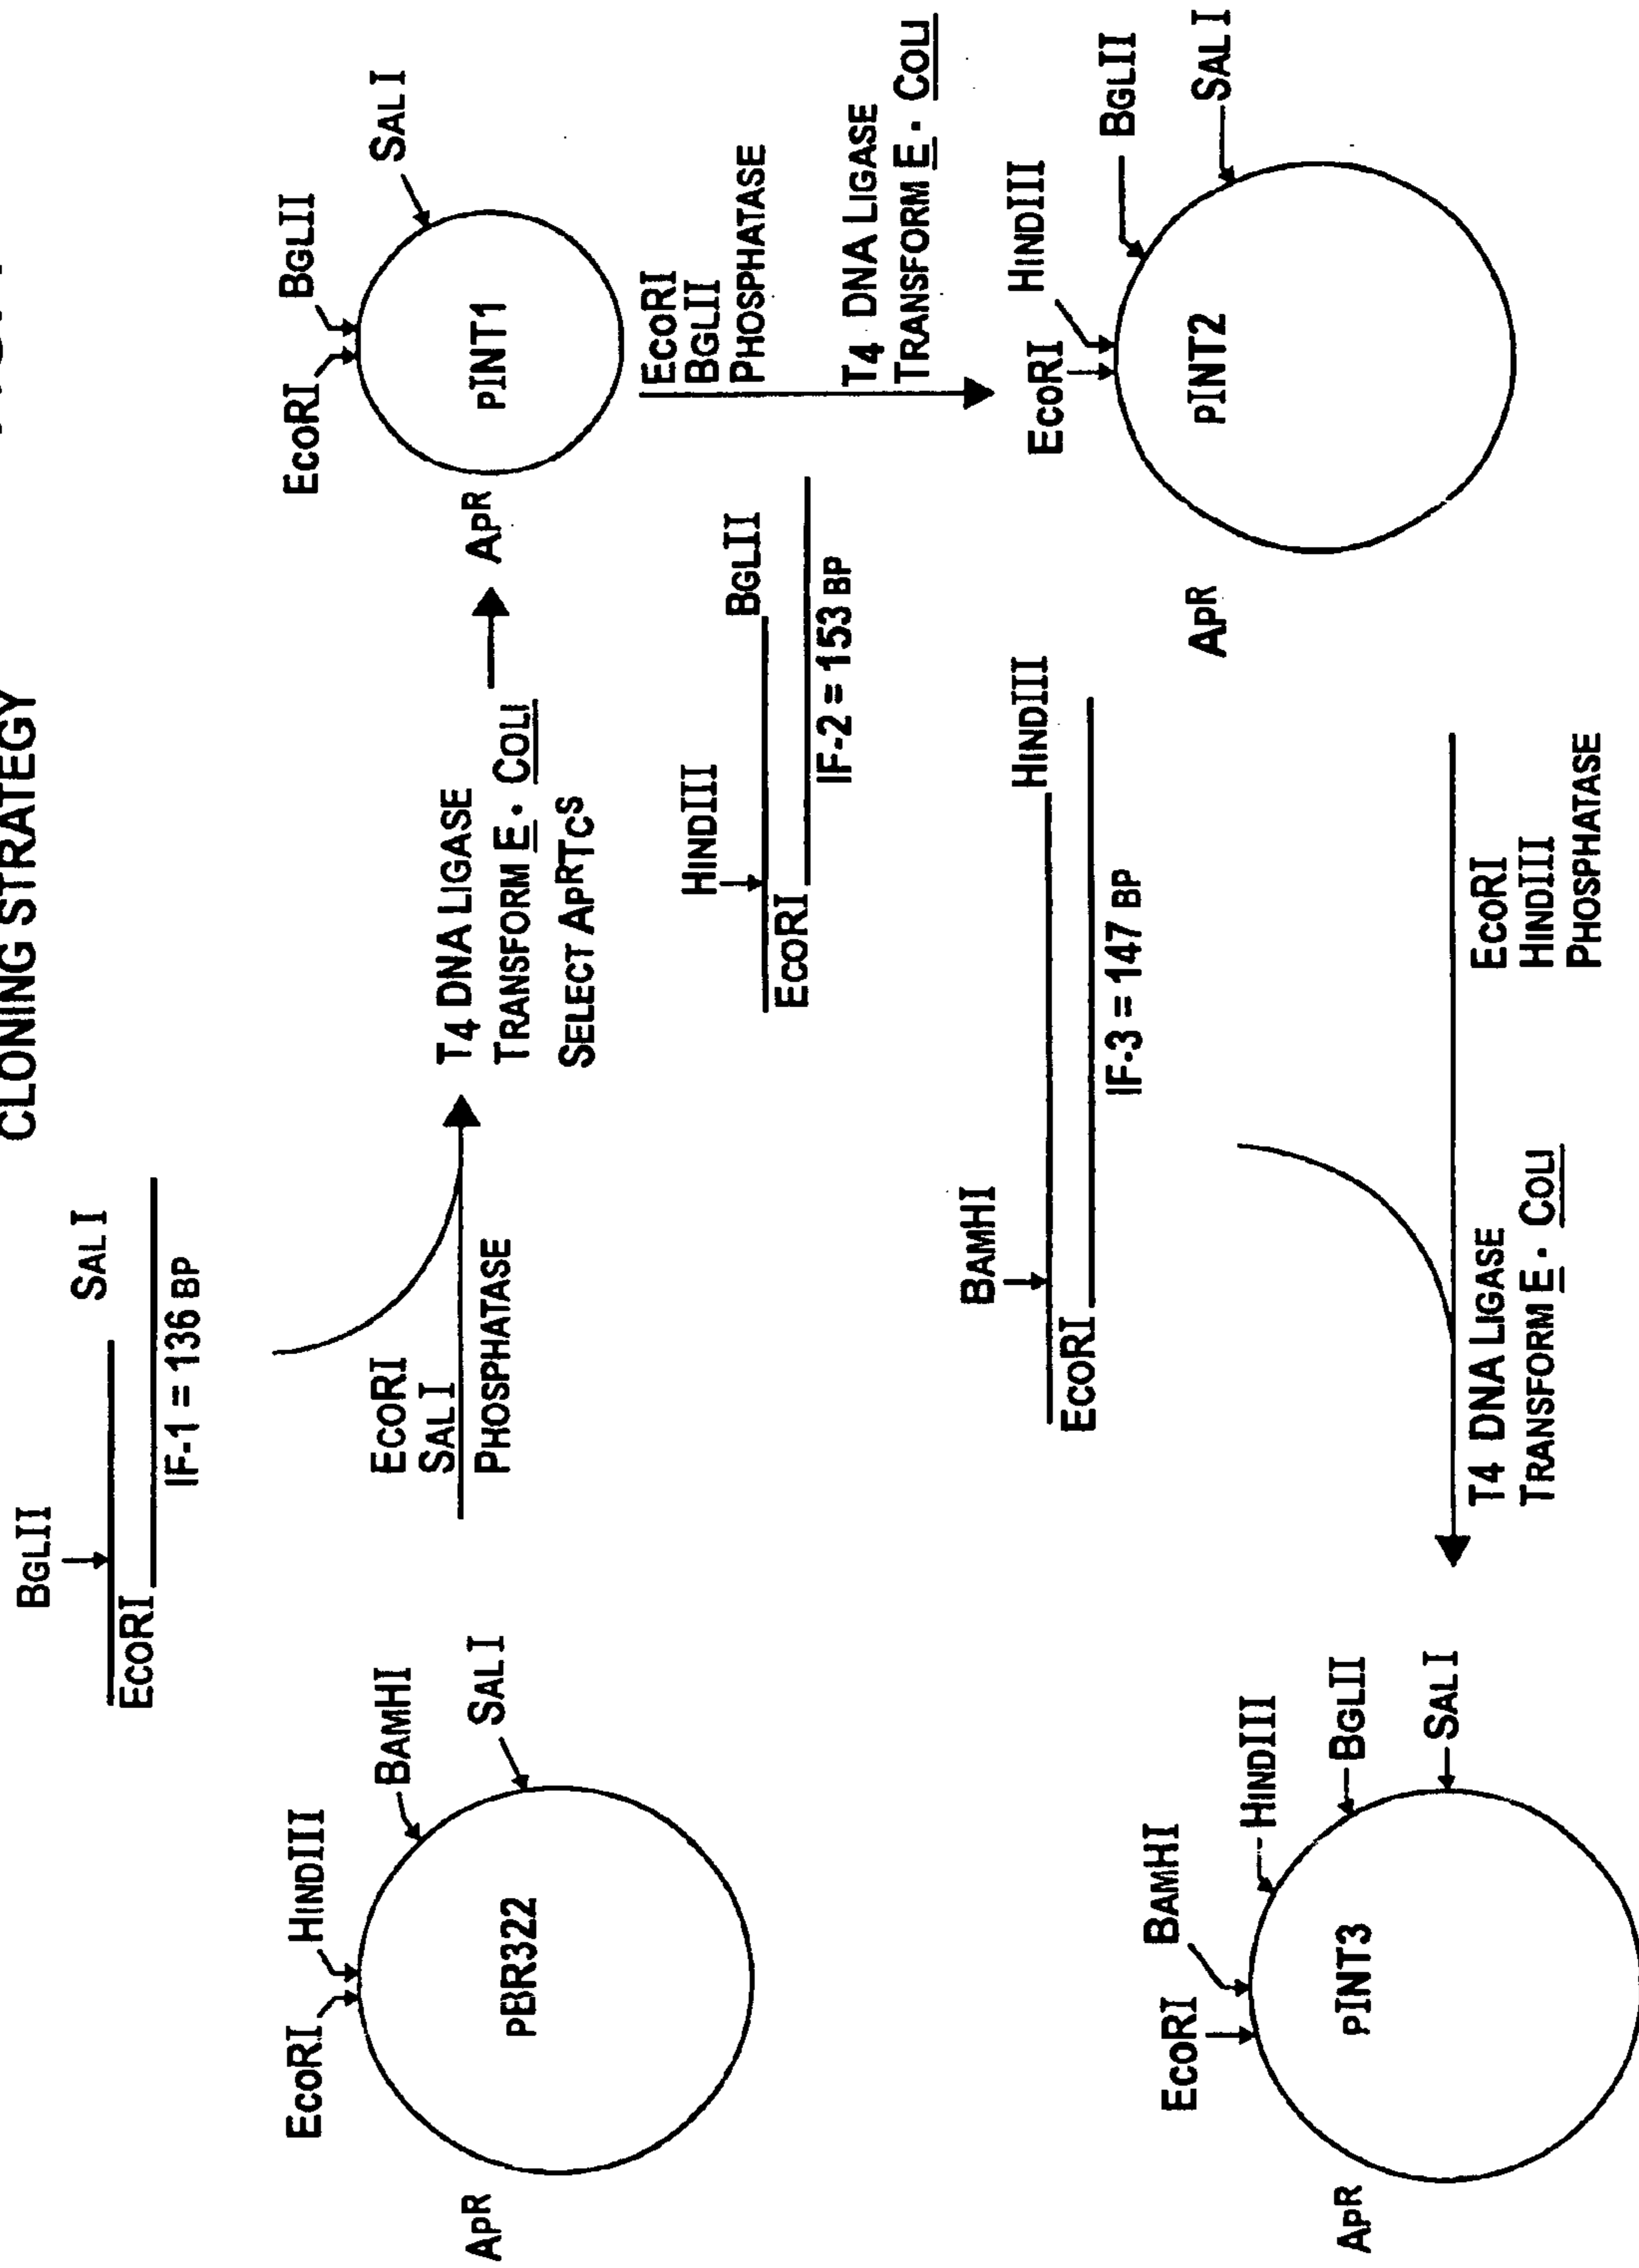 CLONING STRATEGY
BGLII
SAL I
ECORI
IF-1 = 136 BP
ECORI
HINDIII
BAMHI
SAL I
PBR322
APR
ECORI
SAL I
PHOSPHATASE
T4 DNA LIGASE
TRANSFORM E. COLI
SELECT APRTCS
ECORI
BGLII
SAL I
PINT1
APR
ECORI
BGLII
PHOSPHATASE
T4 DNA LIGASE
TRANSFORM E. COLI
HINDIII
BGLII
ECORI
IF-2 = 153 BP
ECORI
HINDIII
BGLII
SAL I
PINT2
APR
BAMHI
HINDIII
ECORI
IF-3 = 147 BP
ECORI
HINDIII
PHOSPHATASE
T4 DNA LIGASE
TRANSFORM E. COLI
ECORI
BAMHI
HINDIII
BGLII
SAL I
PINT3
APR